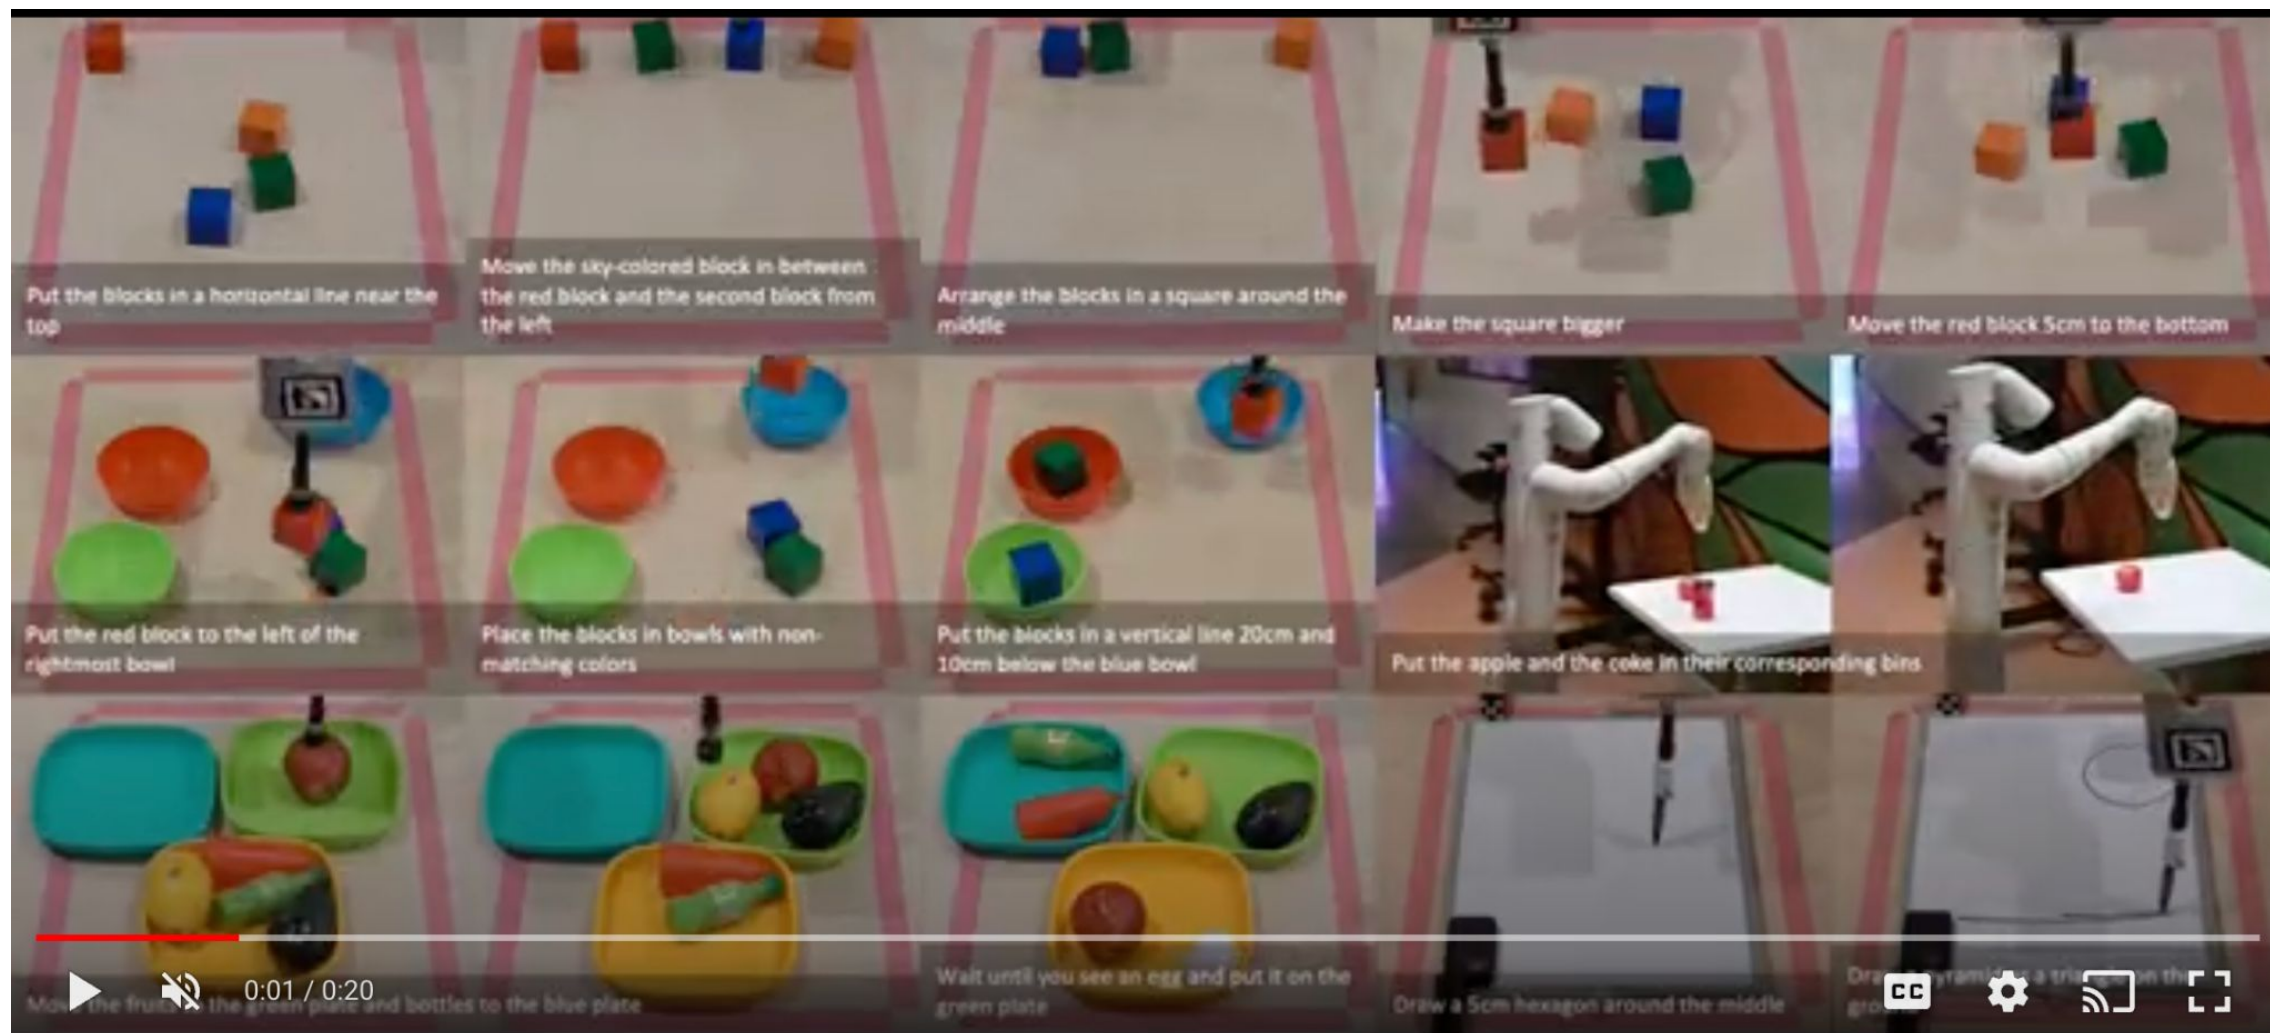 Put the blocks in a horizontal line near the
top
Move the sky-colored block in between
the red block and the second block from
the left
Arrange the blocks in a square around the
middle
Make the square bigger
Move the red block 5cm to the bottom
Put the red block to the left of the
rightmost bowl
Place the blocks in bowls with non-
matching colors
Put the blocks in a vertical line 20cm and
10cm below the blue bowl
Put the apple and the coke in their corresponding bins
Move the fruits the green plate and bottles to the blue plate
Wait until you see an egg and put it on the
green plate
Draw a 5cm hexagon around the middle
a on the
0:01 / 0:20
CC